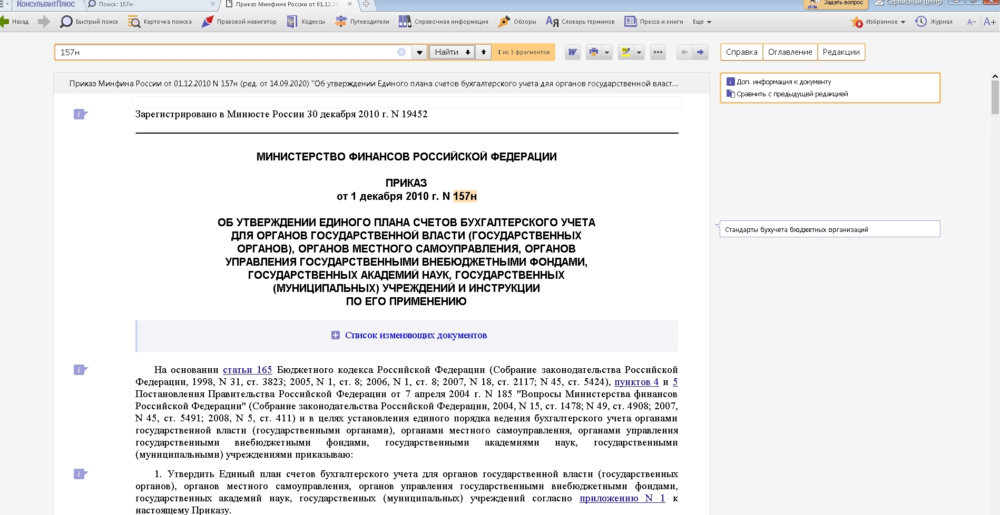 КонсультантПлюс
Поиск: 157н
Приказ Минфина России от 01.12.20
Задать вопрос
Сервисный центр
Назад
Быстрый поиск
Карточка поиска
Правовой навигатор
Кодексы
Путеводители
Справочная информация
Обзоры
Словарь терминов
Пресса и книги
Еще
Избранное
Журнал
А-
А+
157н
Найти
1 из 3 фрагментов
Справка
Оглавление
Редакции
Приказ Минфина России от 01.12.2010 N 157н (ред. от 14.09.2020) "Об утверждении Единого плана счетов бухгалтерского учета для органов государственной власт...
Доп. информация к документу
Сравнить с предыдущей редакцией
Зарегистрировано в Минюсте России 30 декабря 2010 г. N 19452
МИНИСТЕРСТВО ФИНАНСОВ РОССИЙСКОЙ ФЕДЕРАЦИИ
ПРИКАЗ
от 1 декабря 2010 г. N 157н
ОБ УТВЕРЖДЕНИИ ЕДИНОГО ПЛАНА СЧЕТОВ БУХГАЛТЕРСКОГО УЧЕТА
ДЛЯ ОРГАНОВ ГОСУДАРСТВЕННОЙ ВЛАСТИ (ГОСУДАРСТВЕННЫХ
ОРГАНОВ), ОРГАНОВ МЕСТНОГО САМОУПРАВЛЕНИЯ, ОРГАНОВ
УПРАВЛЕНИЯ ГОСУДАРСТВЕННЫМИ ВНЕБЮДЖЕТНЫМИ ФОНДАМИ,
ГОСУДАРСТВЕННЫХ АКАДЕМИЙ НАУК, ГОСУДАРСТВЕННЫХ
(МУНИЦИПАЛЬНЫХ) УЧРЕЖДЕНИЙ И ИНСТРУКЦИИ
ПО ЕГО ПРИМЕНЕНИЮ
Стандарты бухучета бюджетных организаций
Список изменяющих документов
На основании статьи 165 Бюджетного кодекса Российской Федерации (Собрание законодательства Российской
Федерации, 1998, N 31, ст. 3823; 2005, N 1, ст. 8; 2006, N 1, ст. 8; 2007, N 18, ст. 2117; N 45, ст. 5424), пунктов 4 и 5
Постановления Правительства Российской Федерации от 7 апреля 2004 г. N 185 "Вопросы Министерства финансов
Российской Федерации" (Собрание законодательства Российской Федерации, 2004, N 15, ст. 1478; N 49, ст. 4908; 2007,
N 45, ст. 5491; 2008, N 5, ст. 411) и в целях установления единого порядка ведения бухгалтерского учета органами
государственной власти (государственными органами), органами местного самоуправления, органами управления
государственными внебюджетными фондами, государственными академиями наук, государственными
(муниципальными) учреждениями приказываю:
1. Утвердить Единый план счетов бухгалтерского учета для органов государственной власти (государственных
органов), органов местного самоуправления, органов управления государственными внебюджетными фондами,
государственных академий наук, государственных (муниципальных) учреждений согласно приложению N 1 к
настоящему Приказу.